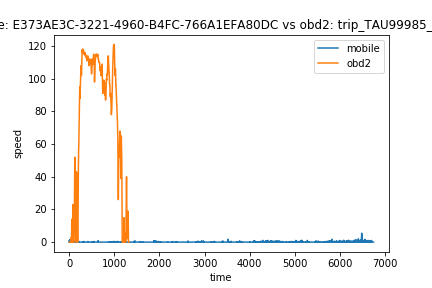 e: E373AE3C-3221-4960-B4FC-766A1EFA80DC vs obd2: trip_TAU99985_
mobile
obd2
120
100
80
60
40
20
0
speed
0 1000 2000 3000 4000 5000 6000 7000
time